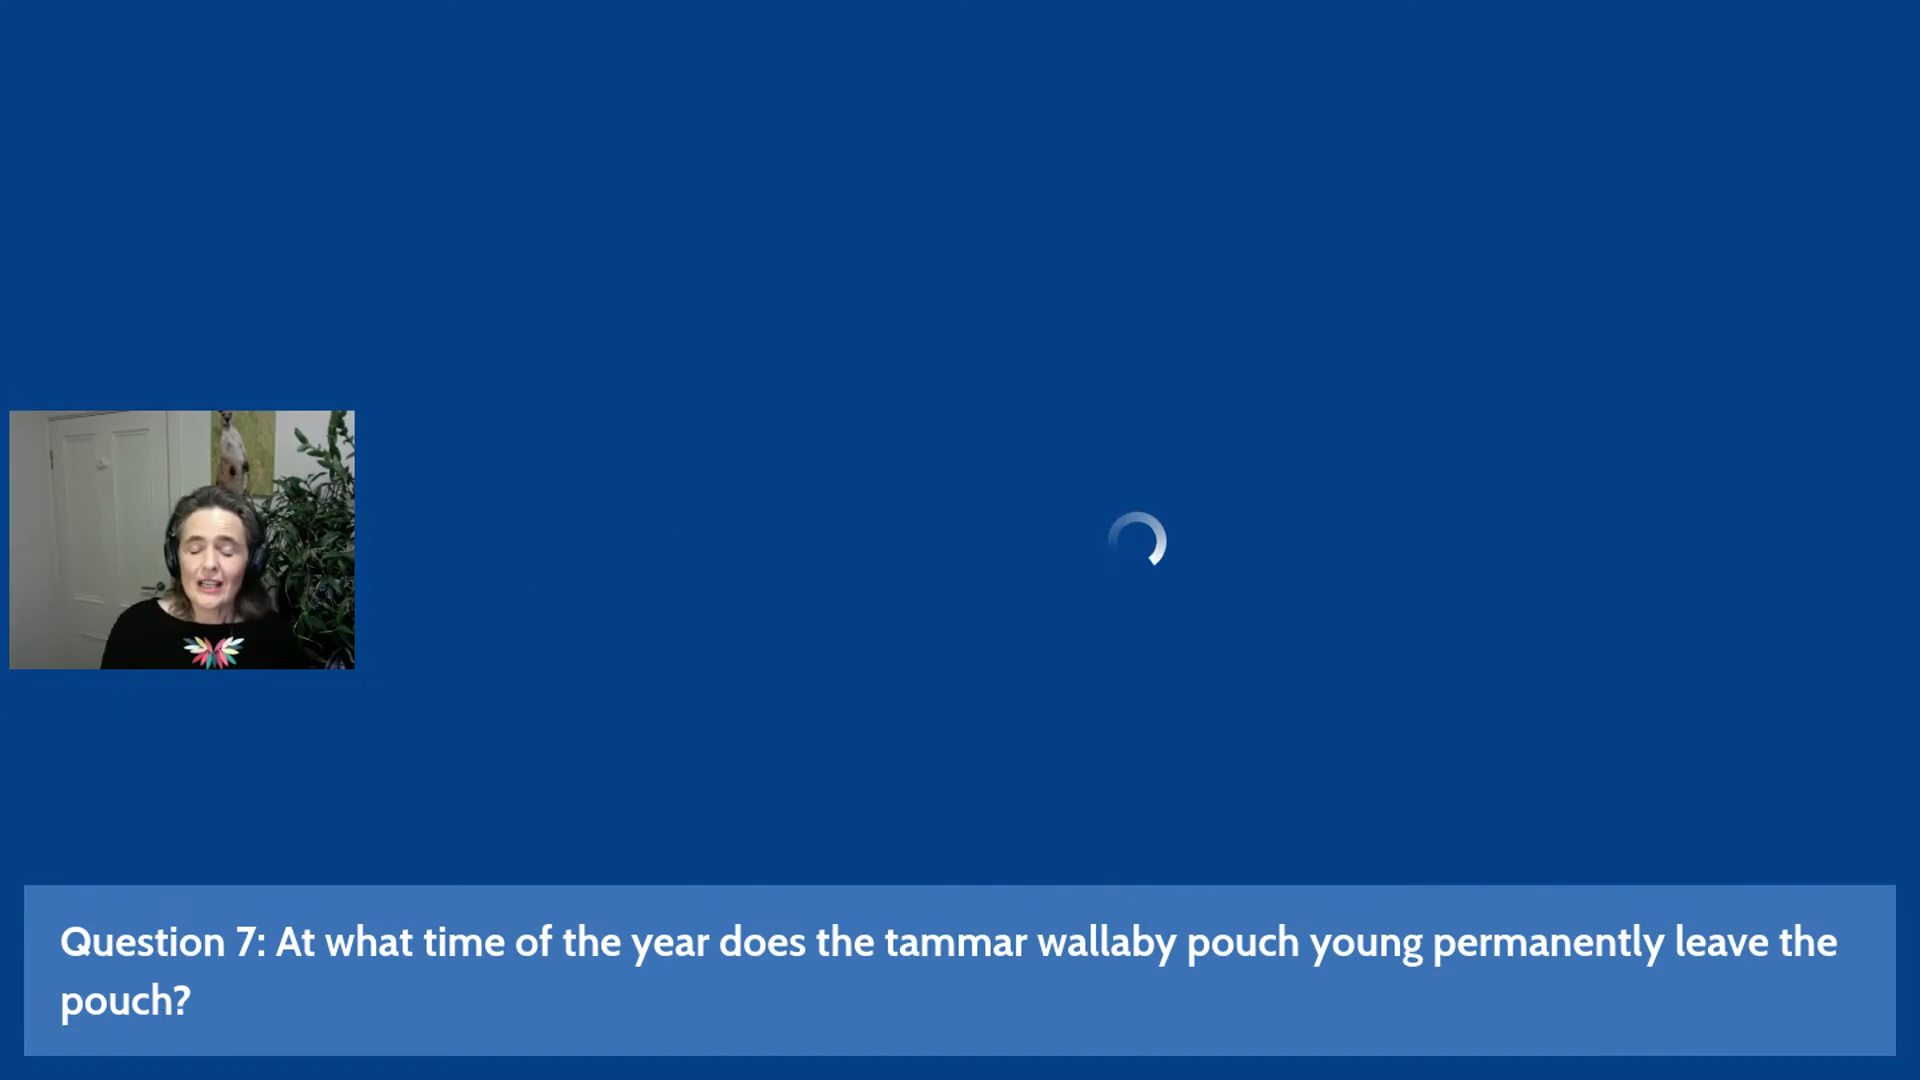 Question 7: At what time of the year does the tammar wallaby pouch young permanently leave the
pouch?